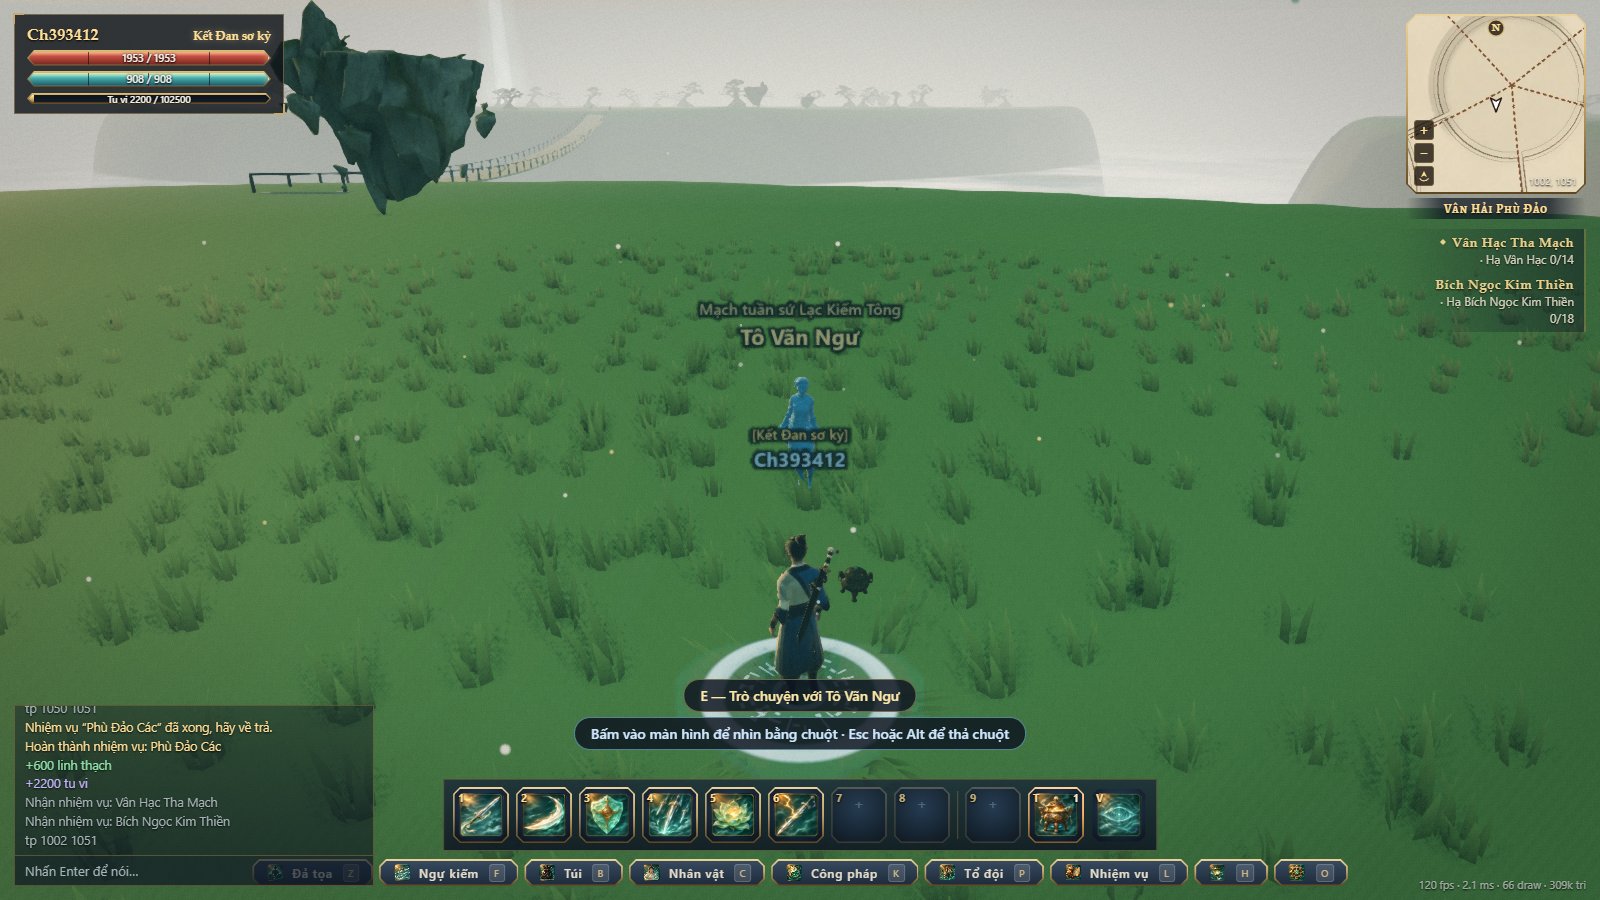 Ch393412
Kết Đan sơ kỳ
1953 / 1953
908 / 908
Tu vi 2200 / 102500
N
+
−
1002, 1051
Vân Hải Phù Đảo
Vân Hạc Tha Mạch
· Hạ Vân Hạc 0/14
Bích Ngọc Kim Thiền
· Hạ Bích Ngọc Kim Thiền
0/18
Mạch tuần sứ Lạc Kiếm Tông
Tô Vãn Ngư
[Kết Đan sơ kỳ]
Ch393412
E — Trò chuyện với Tô Vãn Ngư
Bấm vào màn hình để nhìn bằng chuột · Esc hoặc Alt để thả chuột
tp 1050 1051
Nhiệm vụ “Phù Đảo Các” đã xong, hãy về trả.
Hoàn thành nhiệm vụ: Phù Đảo Các
+600 linh thạch
+2200 tu vi
Nhận nhiệm vụ: Vân Hạc Tha Mạch
Nhận nhiệm vụ: Bích Ngọc Kim Thiền
tp 1002 1051
Nhấn Enter để nói...
1 2 3 4 5 6 7 + 8 + 9 + T 1 V
Đả tọa Z
Ngự kiếm F
Túi B
Nhân vật C
Công pháp K
Tổ đội P
Nhiệm vụ L
H
O
120 fps · 2.1 ms · 66 draw · 309k tri